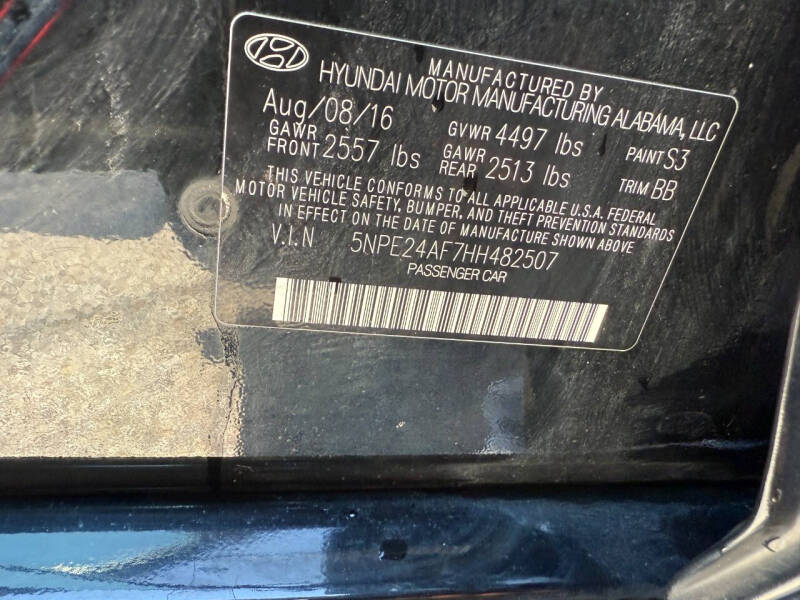 MANUFACTURED BY
HYUNDAI MOTOR MANUFACTURING ALABAMA, LLC
Aug/08/16
GVWR 4497 lbs
PAINT S3
GAWR FRONT 2557 lbs
GAWR REAR 2513 lbs
TRIM BB
THIS VEHICLE CONFORMS TO ALL APPLICABLE U.S.A. FEDERAL
MOTOR VEHICLE SAFETY, BUMPER, AND THEFT PREVENTION STANDARDS
IN EFFECT ON THE DATE OF MANUFACTURE SHOWN ABOVE
V.I.N 5NPE24AF7HH482507
PASSENGER CAR